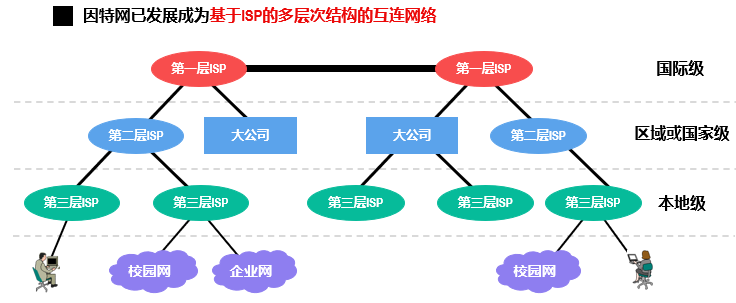 因特网已发展成为基于ISP的多层次结构的互连网络
第一层ISP 第一层ISP 国际级
第二层ISP 大公司 大公司 第二层ISP 区域或国家级
第三层ISP 第三层ISP 第三层ISP 第三层ISP 第三层ISP 本地级
校园网 企业网 校园网